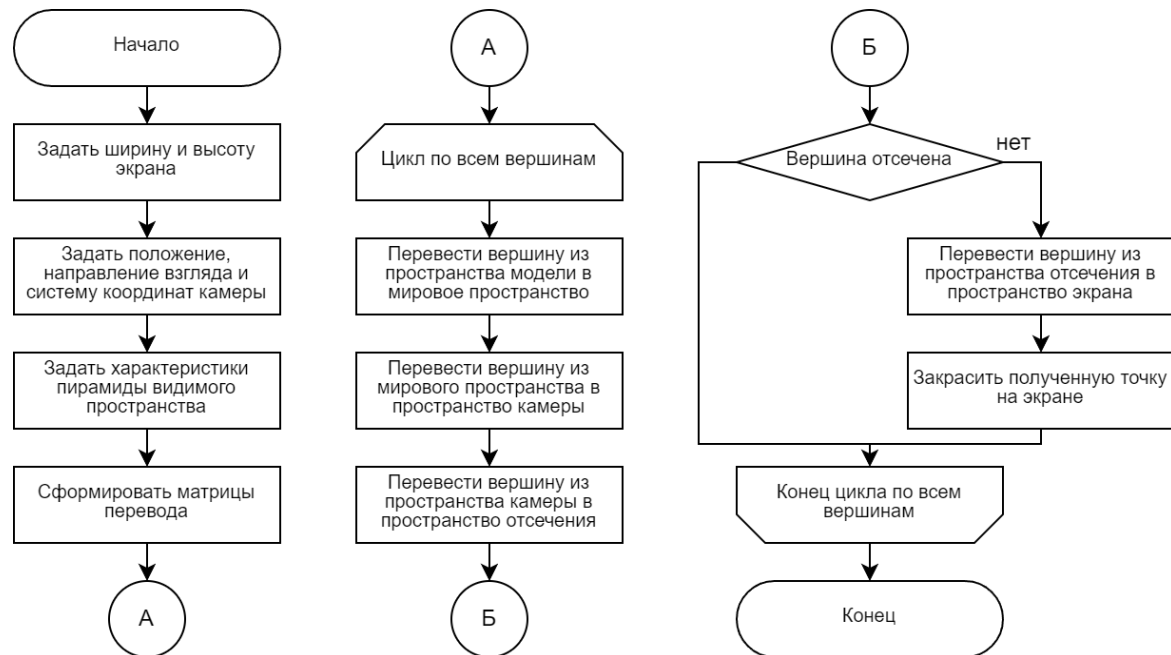 Начало
Задать ширину и высоту
экрана
Задать положение,
направление взгляда и
систему координат камеры
Задать характеристики
пирамиды видимого
пространства
Сформировать матрицы
перевода
А
А
Цикл по всем вершинам
Перевести вершину из
пространства модели в
мировое пространство
Перевести вершину из
мирового пространства в
пространство камеры
Перевести вершину из
пространства камеры в
пространство отсечения
Б
Б
Вершина отсечена
нет
Перевести вершину из
пространства отсечения в
пространство экрана
Закрасить полученную точку
на экране
Конец цикла по всем
вершинам
Конец